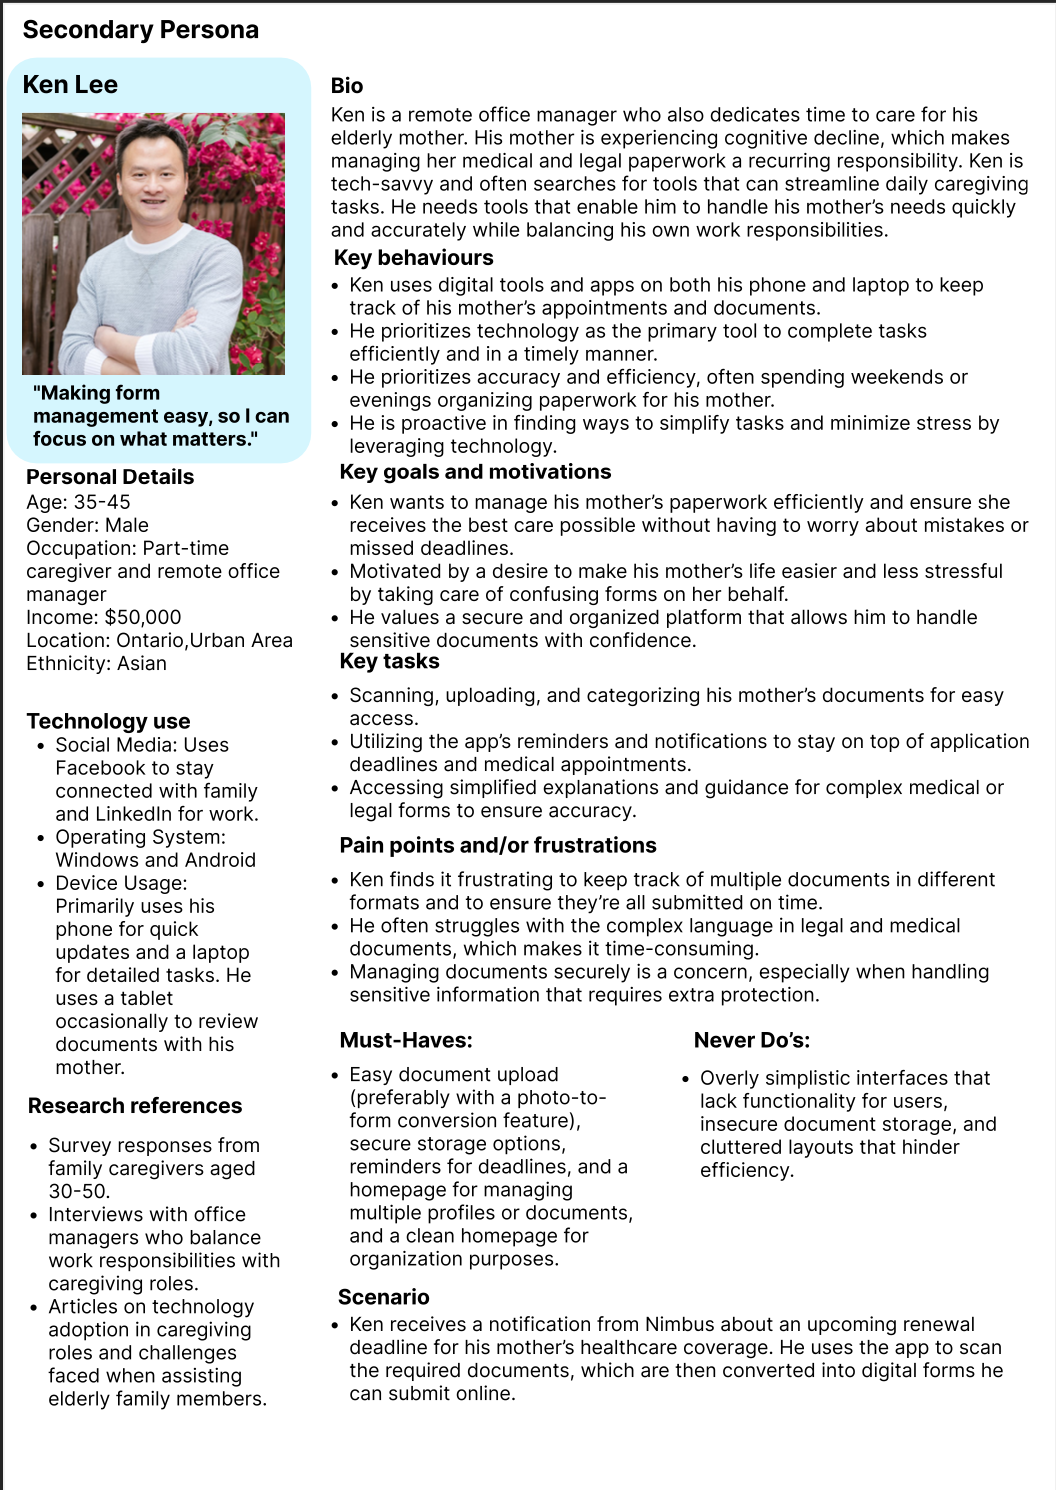 Secondary Persona
Ken Lee
"Making form
management easy, so I can
focus on what matters."
Personal Details
Age: 35-45
Gender: Male
Occupation: Part-time
caregiver and remote office
manager
Income: $50,000
Location: Ontario,Urban Area
Ethnicity: Asian
Technology use
• Social Media: Uses
Facebook to stay
connected with family
and LinkedIn for work.
• Operating System:
Windows and Android
• Device Usage:
Primarily uses his
phone for quick
updates and a laptop
for detailed tasks. He
uses a tablet
occasionally to review
documents with his
mother.
Research references
• Survey responses from
family caregivers aged
30-50.
• Interviews with office
managers who balance
work responsibilities with
caregiving roles.
• Articles on technology
adoption in caregiving
roles and challenges
faced when assisting
elderly family members.
Bio
Ken is a remote office manager who also dedicates time to care for his
elderly mother. His mother is experiencing cognitive decline, which makes
managing her medical and legal paperwork a recurring responsibility. Ken is
tech-savvy and often searches for tools that can streamline daily caregiving
tasks. He needs tools that enable him to handle his mother’s needs quickly
and accurately while balancing his own work responsibilities.
Key behaviours
• Ken uses digital tools and apps on both his phone and laptop to keep
track of his mother’s appointments and documents.
• He prioritizes technology as the primary tool to complete tasks
efficiently and in a timely manner.
• He prioritizes accuracy and efficiency, often spending weekends or
evenings organizing paperwork for his mother.
• He is proactive in finding ways to simplify tasks and minimize stress by
leveraging technology.
Key goals and motivations
• Ken wants to manage his mother’s paperwork efficiently and ensure she
receives the best care possible without having to worry about mistakes or
missed deadlines.
• Motivated by a desire to make his mother’s life easier and less stressful
by taking care of confusing forms on her behalf.
• He values a secure and organized platform that allows him to handle
sensitive documents with confidence.
Key tasks
• Scanning, uploading, and categorizing his mother’s documents for easy
access.
• Utilizing the app’s reminders and notifications to stay on top of application
deadlines and medical appointments.
• Accessing simplified explanations and guidance for complex medical or
legal forms to ensure accuracy.
Pain points and/or frustrations
• Ken finds it frustrating to keep track of multiple documents in different
formats and to ensure they’re all submitted on time.
• He often struggles with the complex language in legal and medical
documents, which makes it time-consuming.
• Managing documents securely is a concern, especially when handling
sensitive information that requires extra protection.
Must-Haves:
• Easy document upload
(preferably with a photo-to-
form conversion feature),
secure storage options,
reminders for deadlines, and a
homepage for managing
multiple profiles or documents,
and a clean homepage for
organization purposes.
Never Do’s:
• Overly simplistic interfaces that
lack functionality for users,
insecure document storage, and
cluttered layouts that hinder
efficiency.
Scenario
• Ken receives a notification from Nimbus about an upcoming renewal
deadline for his mother’s healthcare coverage. He uses the app to scan
the required documents, which are then converted into digital forms he
can submit online.